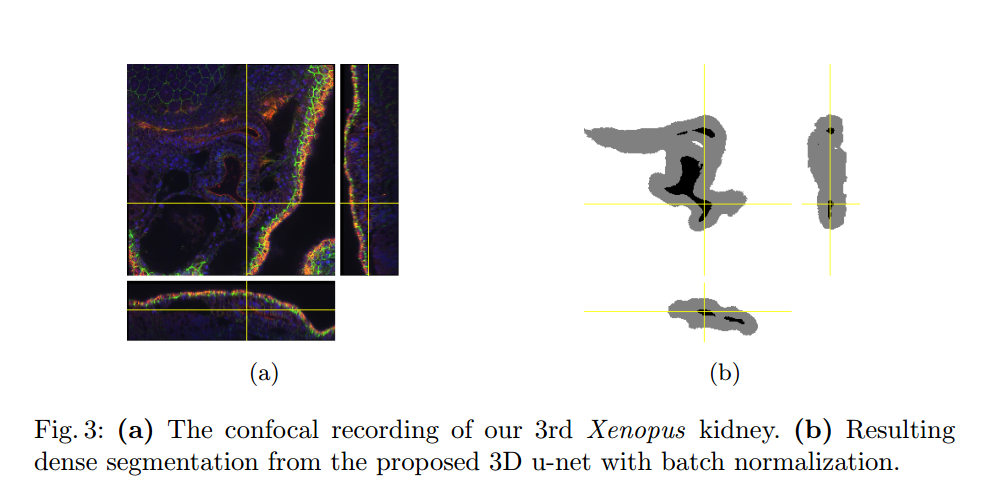 (a)
(b)
Fig. 3: (a) The confocal recording of our 3rd Xenopus kidney. (b) Resulting
dense segmentation from the proposed 3D u-net with batch normalization.